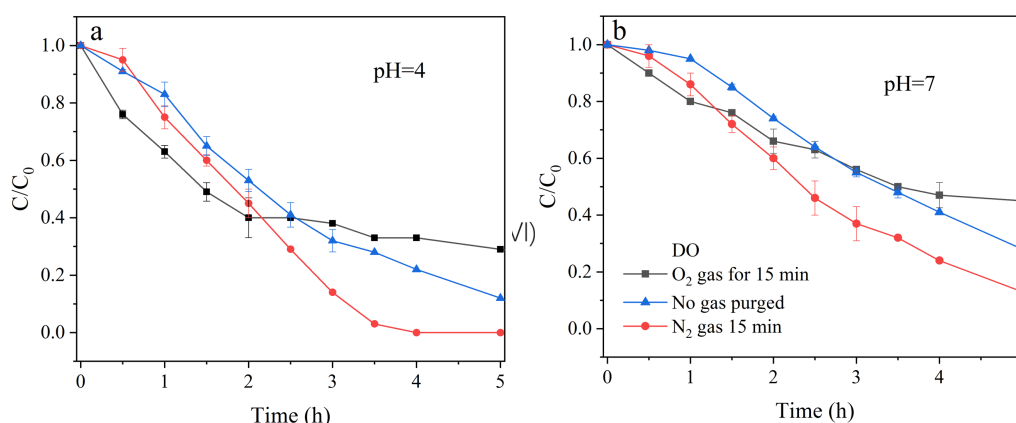 a
pH=4
C/C₀
1.0
0.8
0.6
0.4
0.2
0.0
0 1 2 3 4 5
Time (h)
VI)
b
pH=7
C/C₀
1.0
0.8
0.6
0.4
0.2
0.0
DO
O₂ gas for 15 min
No gas purged
N₂ gas 15 min
0 1 2 3 4
Time (h)